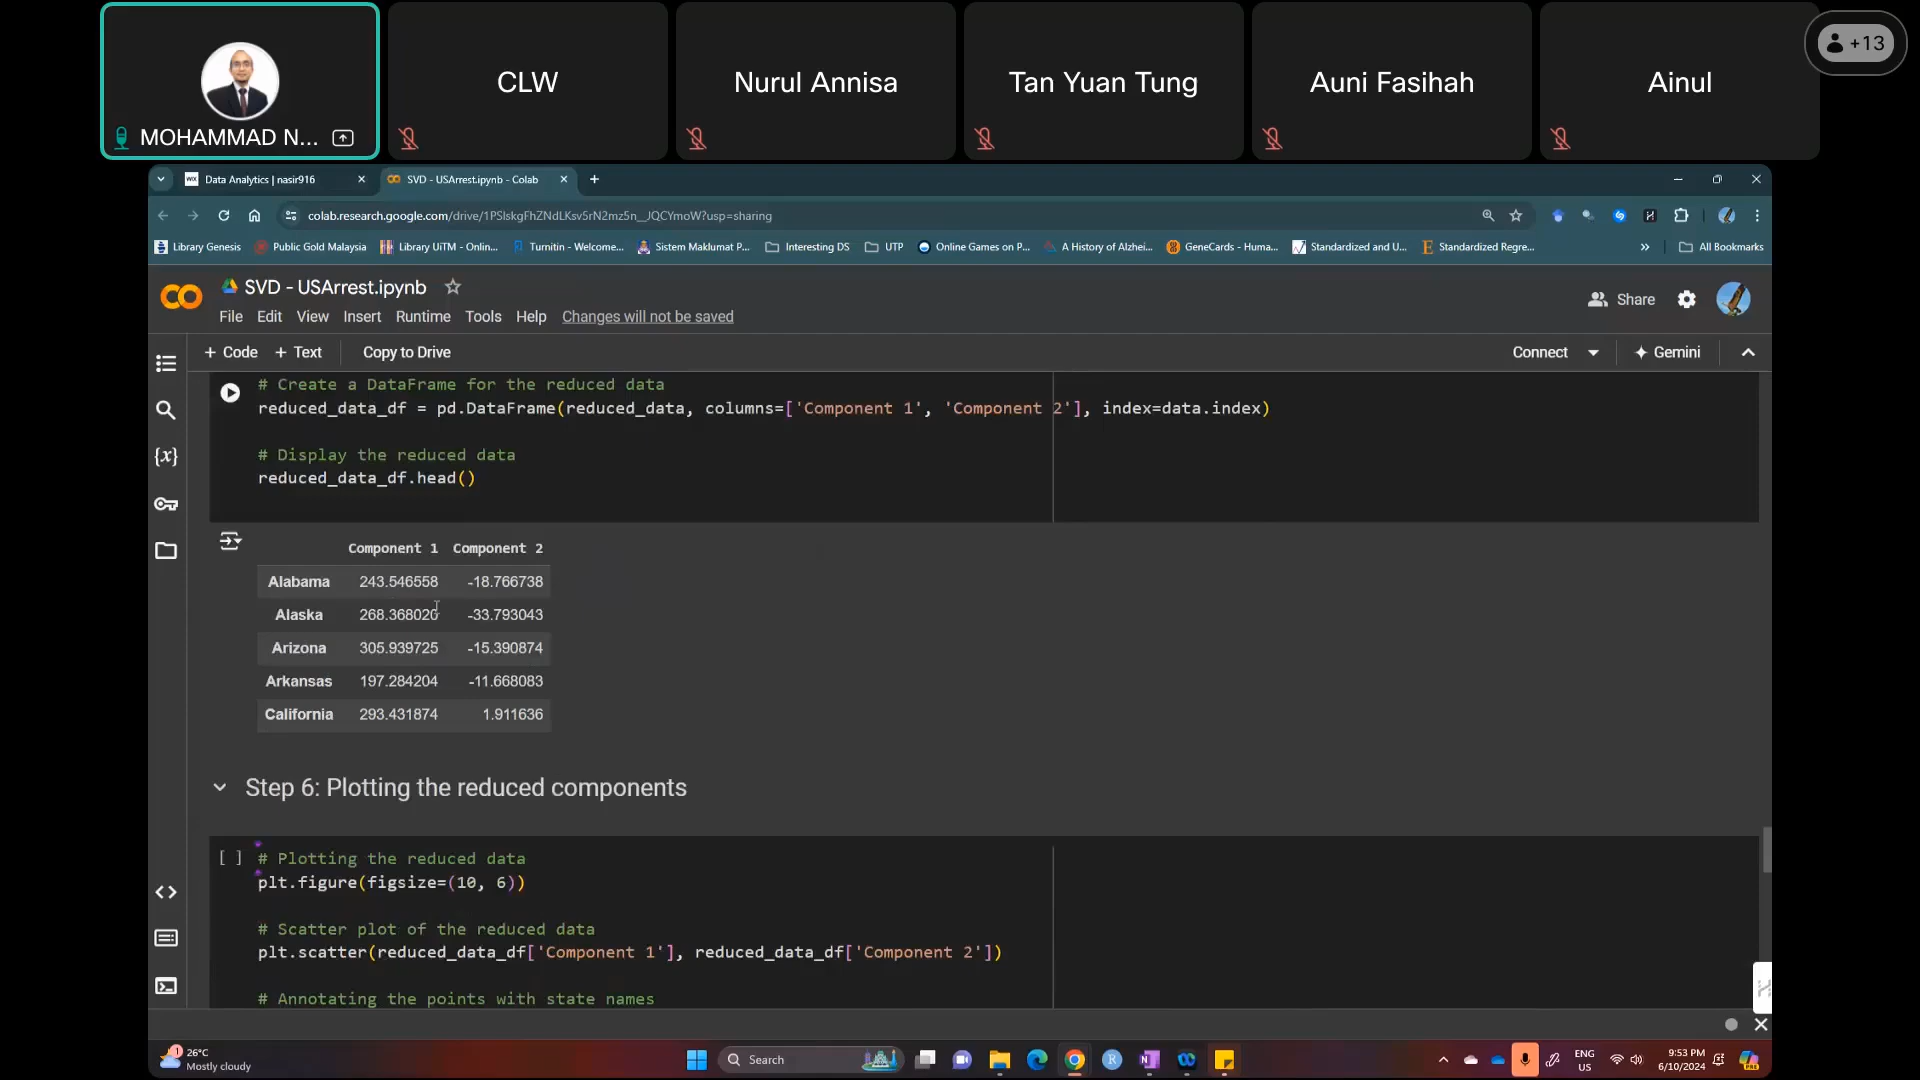 MOHAMMAD N...
CLW
Nurul Annisa
Tan Yuan Tung
Auni Fasihah
Ainul
+13
WIX Data Analytics | nasir916
SVD - USArrest.ipynb - Colab
colab.research.google.com/drive/1PSlskgFhZNdLKsv5rN2mz5n__JQCYmoW?usp=sharing
Library Genesis
Public Gold Malaysia
Library UiTM - Onlin...
Turnitin - Welcome...
Sistem Maklumat P...
Interesting DS
UTP
Online Games on P...
A History of Alzhei...
GeneCards - Huma...
Standardized and U...
Standardized Regre...
All Bookmarks
SVD - USArrest.ipynb
File Edit View Insert Runtime Tools Help Changes will not be saved
Share
+ Code + Text Copy to Drive
Connect
Gemini
# Create a DataFrame for the reduced data
reduced_data_df = pd.DataFrame(reduced_data, columns=['Component 1', 'Component 2'], index=data.index)
# Display the reduced data
reduced_data_df.head()
Component 1 Component 2
Alabama 243.546558 -18.766738
Alaska 268.368020 -33.793043
Arizona 305.939725 -15.390874
Arkansas 197.284204 -11.668083
California 293.431874 1.911636
Step 6: Plotting the reduced components
[ ] # Plotting the reduced data
plt.figure(figsize=(10, 6))
# Scatter plot of the reduced data
plt.scatter(reduced_data_df['Component 1'], reduced_data_df['Component 2'])
# Annotating the points with state names
1
26°C
Mostly cloudy
Search
ENG
US
9:53 PM
6/10/2024